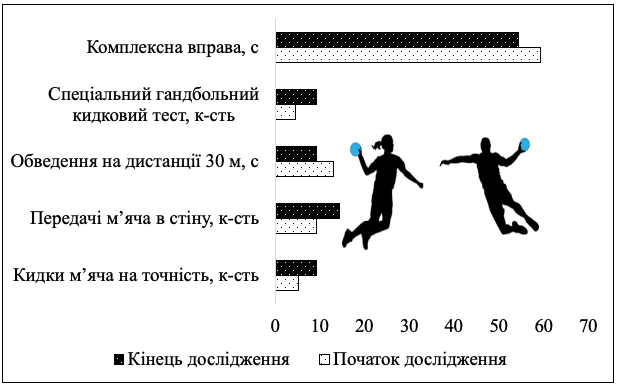 Комплексна вправа, с
Спеціальний гандбольний
кидковий тест, к-сть
Обведення на дистанції 30 м, с
Передачі м’яча в стіну, к-сть
Кидки м’яча на точність, к-сть
0 10 20 30 40 50 60 70
Кінець дослідження Початок дослідження